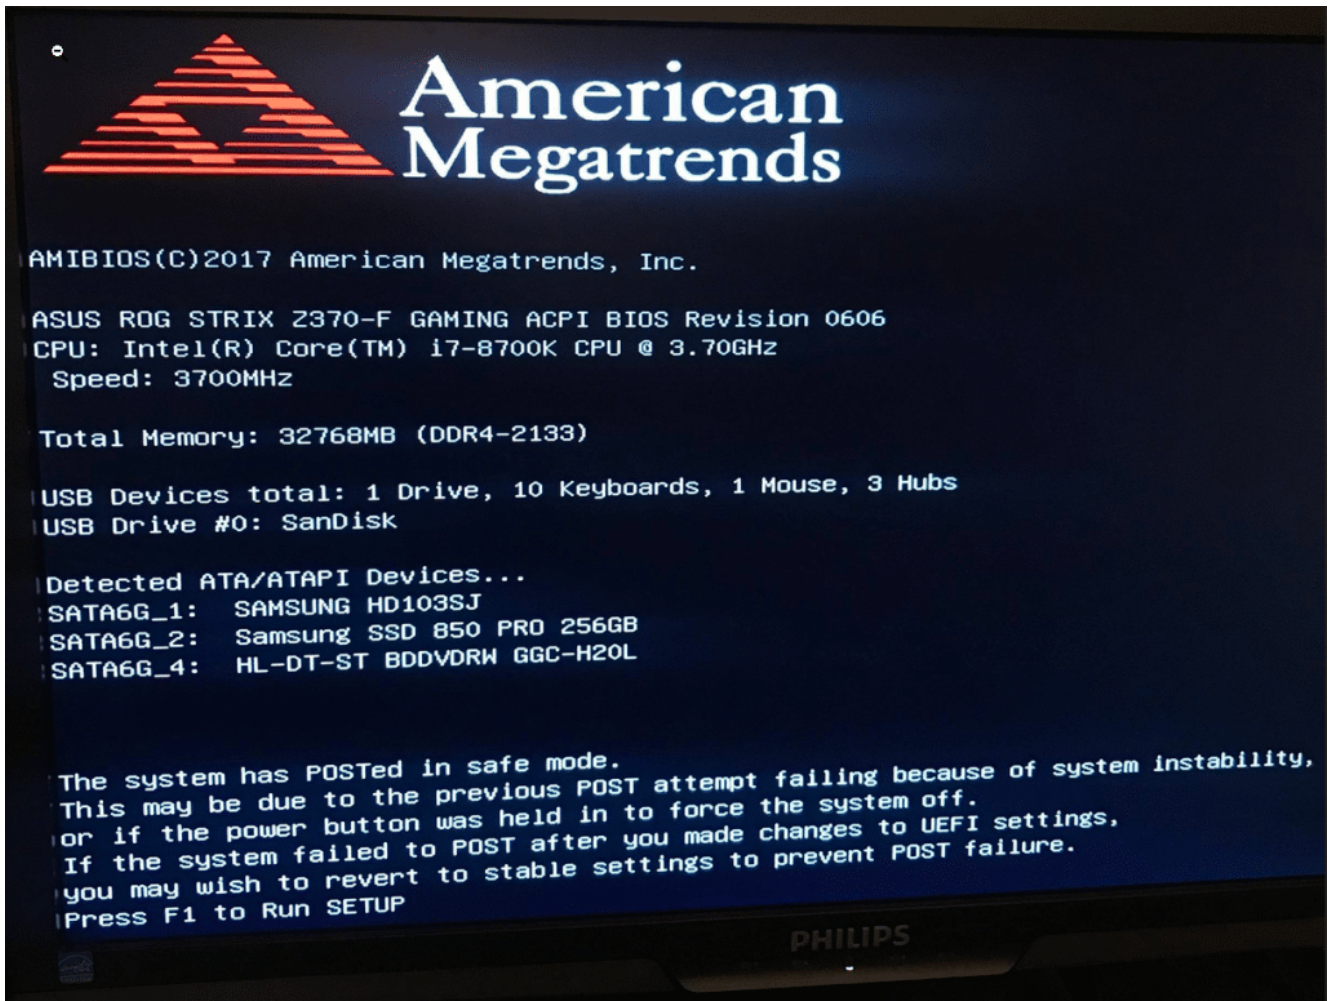 American
Megatrends
AMIBIOS(C)2017 American Megatrends, Inc.
ASUS ROG STRIX Z370-F GAMING ACPI BIOS Revision 0606
CPU: Intel(R) Core(TM) i7-8700K CPU @ 3.70GHz
Speed: 3700MHz
Total Memory: 32768MB (DDR4-2133)
USB Devices total: 1 Drive, 10 Keyboards, 1 Mouse, 3 Hubs
USB Drive #0: SanDisk
Detected ATA/ATAPI Devices...
SATA6G_1: SAMSUNG HD103SJ
SATA6G_2: Samsung SSD 850 PRO 256GB
SATA6G_4: HL-DT-ST BDDVDRW GGC-H20L
The system has POSTed in safe mode.
This may be due to the previous POST attempt failing because of system instability,
or if the power button was held in to force the system off.
If the system failed to POST after you made changes to UEFI settings,
you may wish to revert to stable settings to prevent POST failure.
Press F1 to Run SETUP
PHILIPS